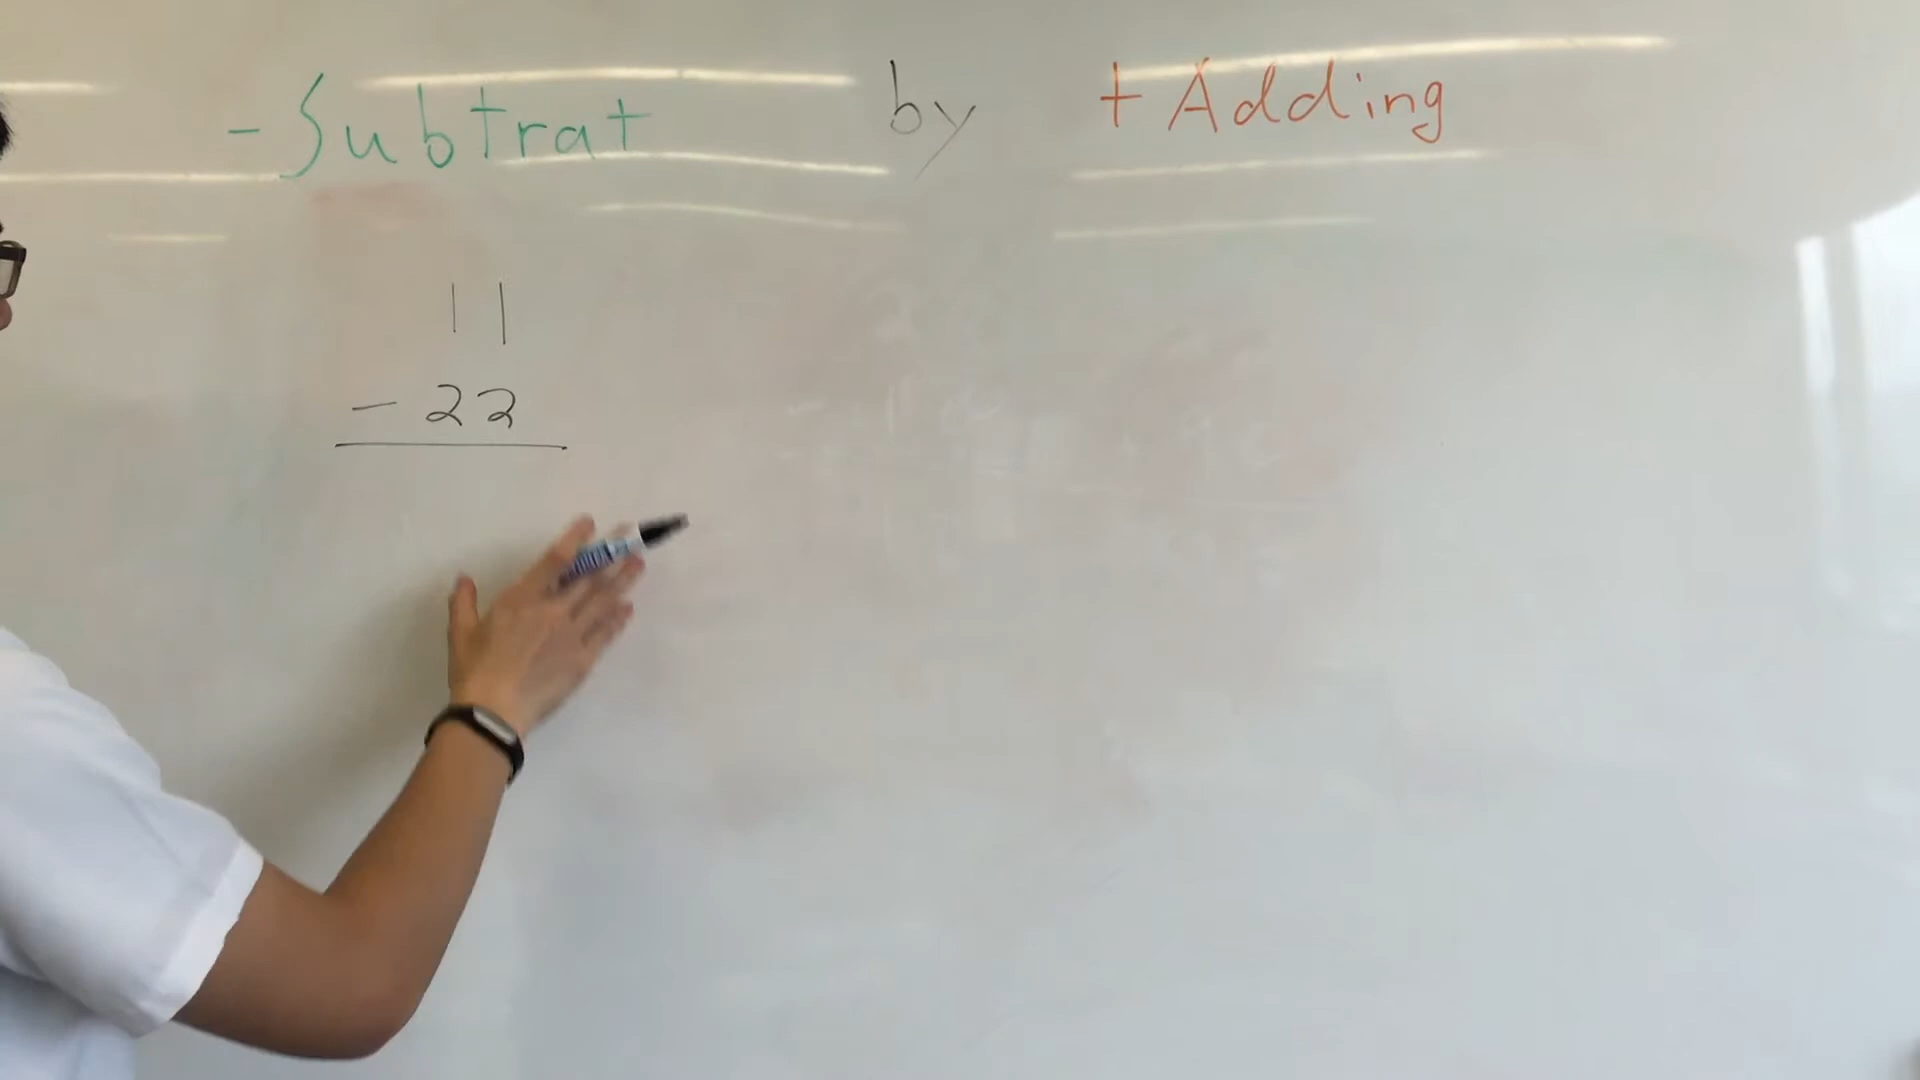 - Subtrat by + Adding
11
- 22